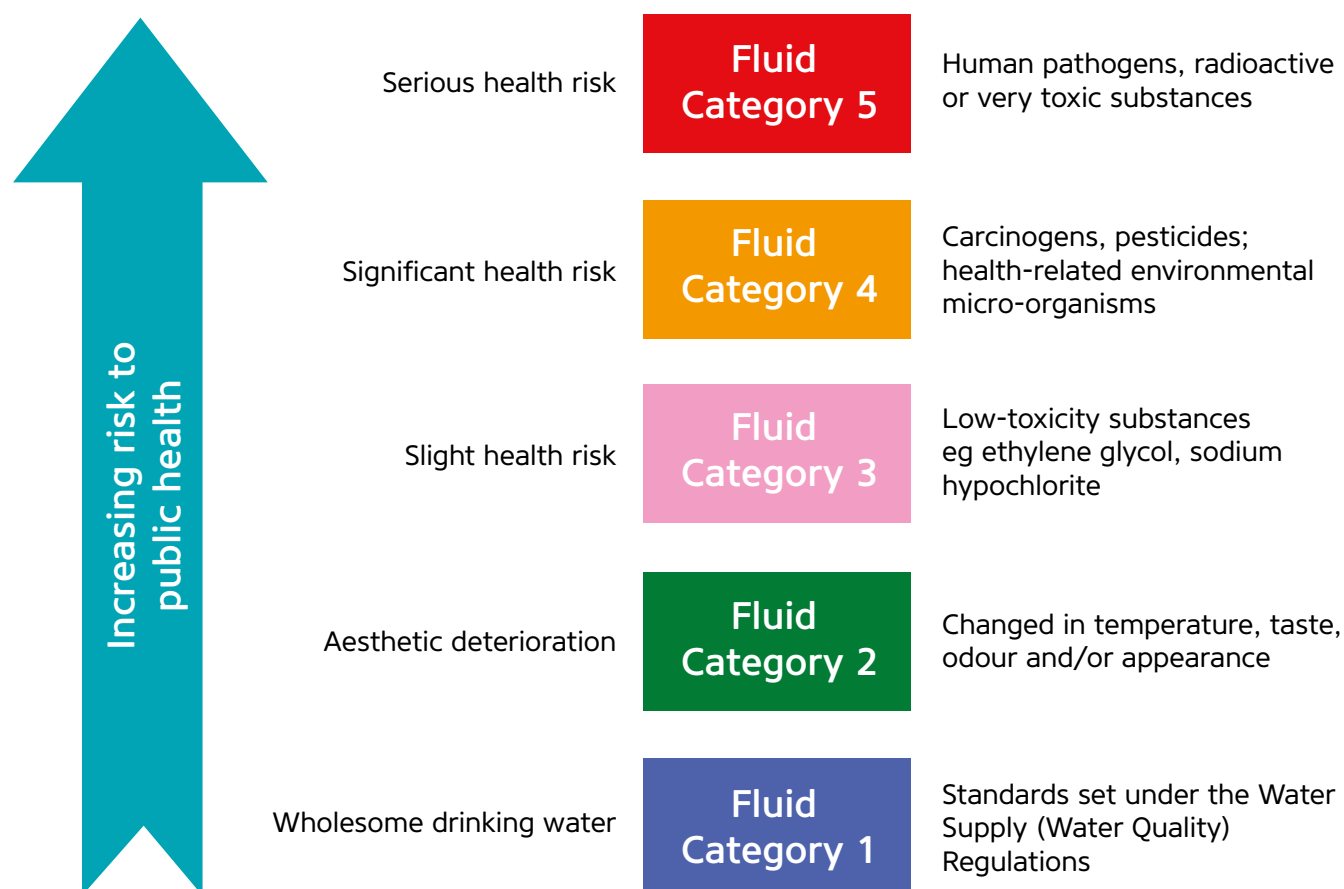 Increasing risk to
public health
Serious health risk
Fluid
Category 5
Human pathogens, radioactive
or very toxic substances
Significant health risk
Fluid
Category 4
Carcinogens, pesticides;
health-related environmental
micro-organisms
Slight health risk
Fluid
Category 3
Low-toxicity substances
eg ethylene glycol, sodium
hypochlorite
Aesthetic deterioration
Fluid
Category 2
Changed in temperature, taste,
odour and/or appearance
Wholesome drinking water
Fluid
Category 1
Standards set under the Water
Supply (Water Quality)
Regulations